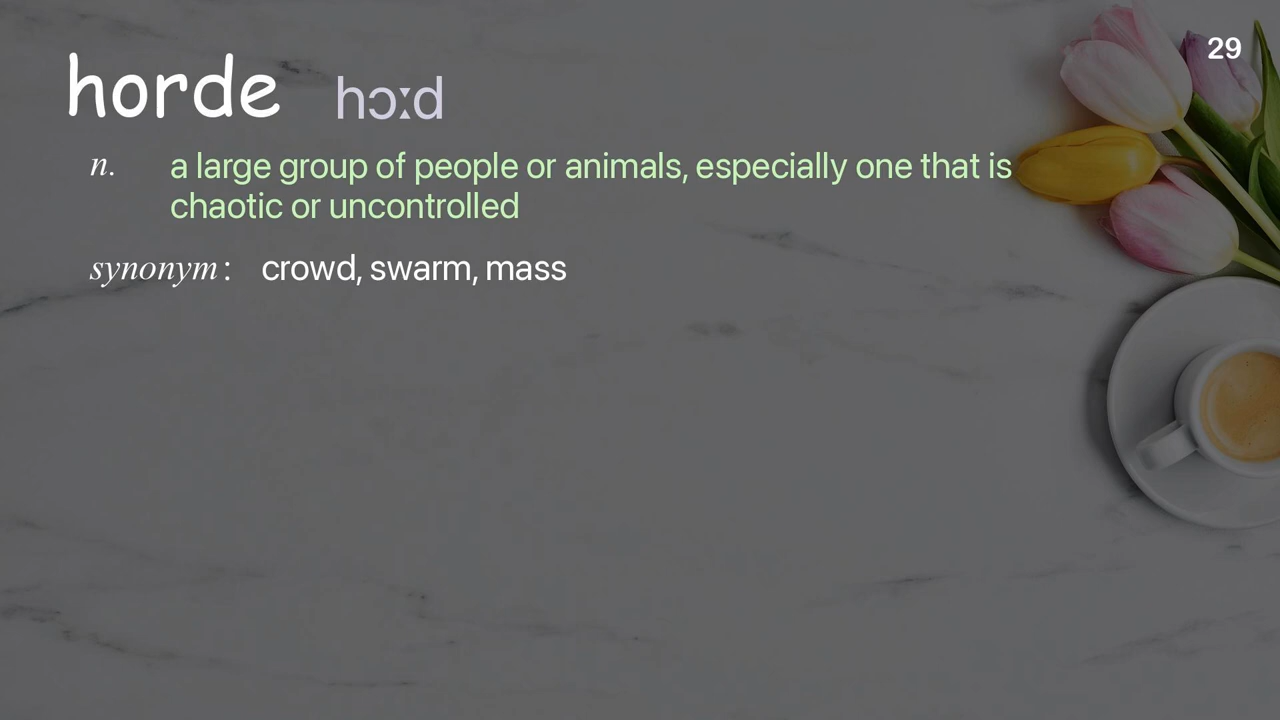 29
horde hɔːd
n. a large group of people or animals, especially one that is
chaotic or uncontrolled
synonym: crowd, swarm, mass